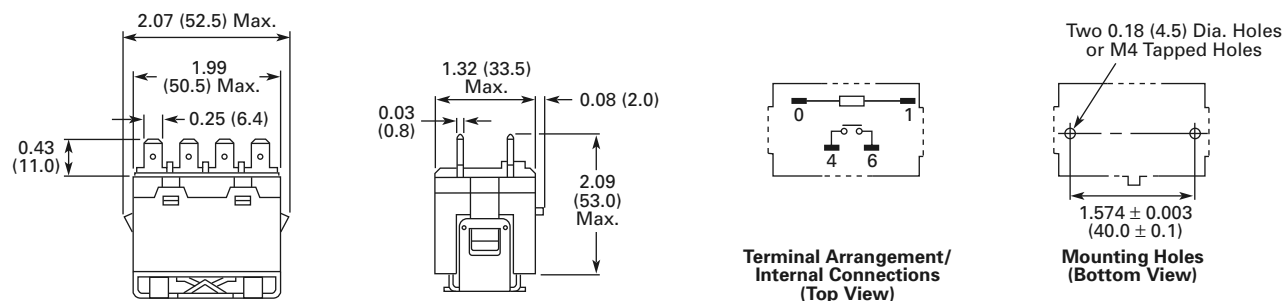 2.07 (52.5) Max.
1.99
(50.5) Max.
0.25 (6.4)
0.43
(11.0)
1.32 (33.5)
Max.
0.08 (2.0)
0.03
(0.8)
2.09
(53.0)
Max.
0
1
4
6
Terminal Arrangement/
Internal Connections
(Top View)
Two 0.18 (4.5) Dia. Holes
or M4 Tapped Holes
1.574 ± 0.003
(40.0 ± 0.1)
Mounting Holes
(Bottom View)